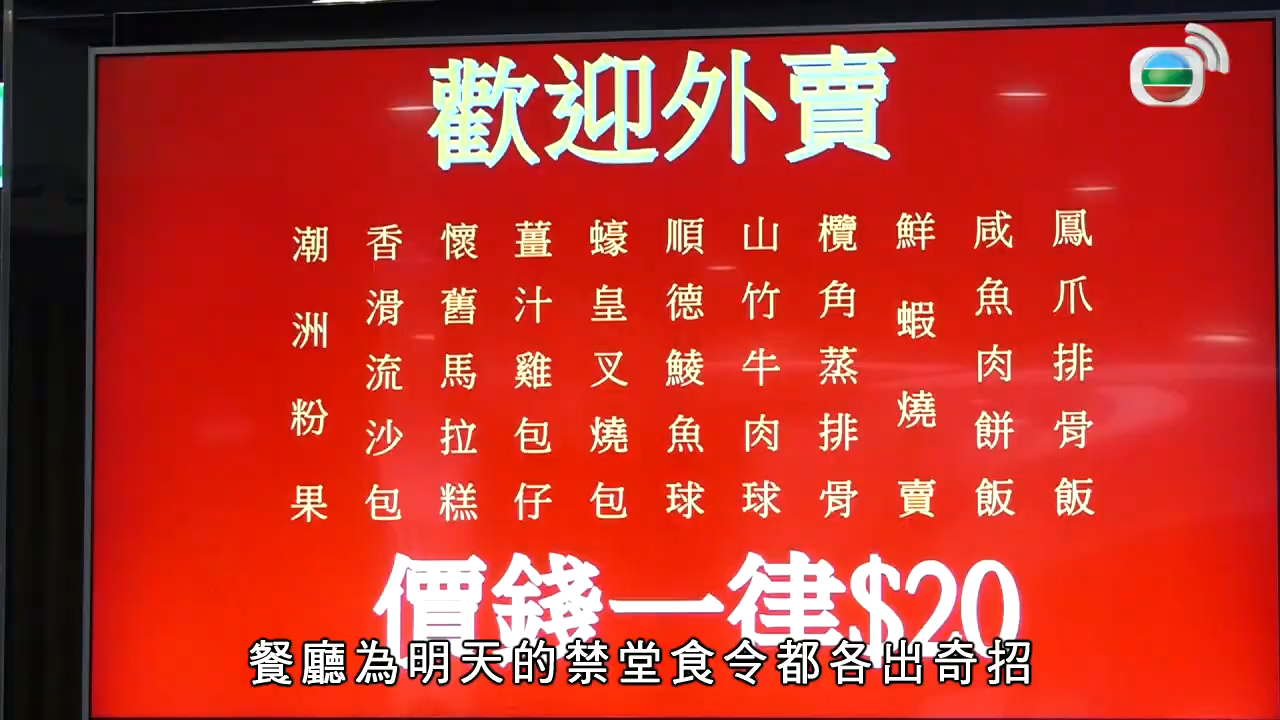 歡迎外賣
鳳爪排骨飯
咸魚肉餅飯
鮮蝦燒賣
欖角蒸排骨
山竹牛肉球
順德鯪魚球
蠔皇叉燒包
薑汁雞包仔
懷舊馬拉糕
香滑流沙包
潮洲粉果
價錢一律$20
餐廳為明天的禁堂食令都各出奇招